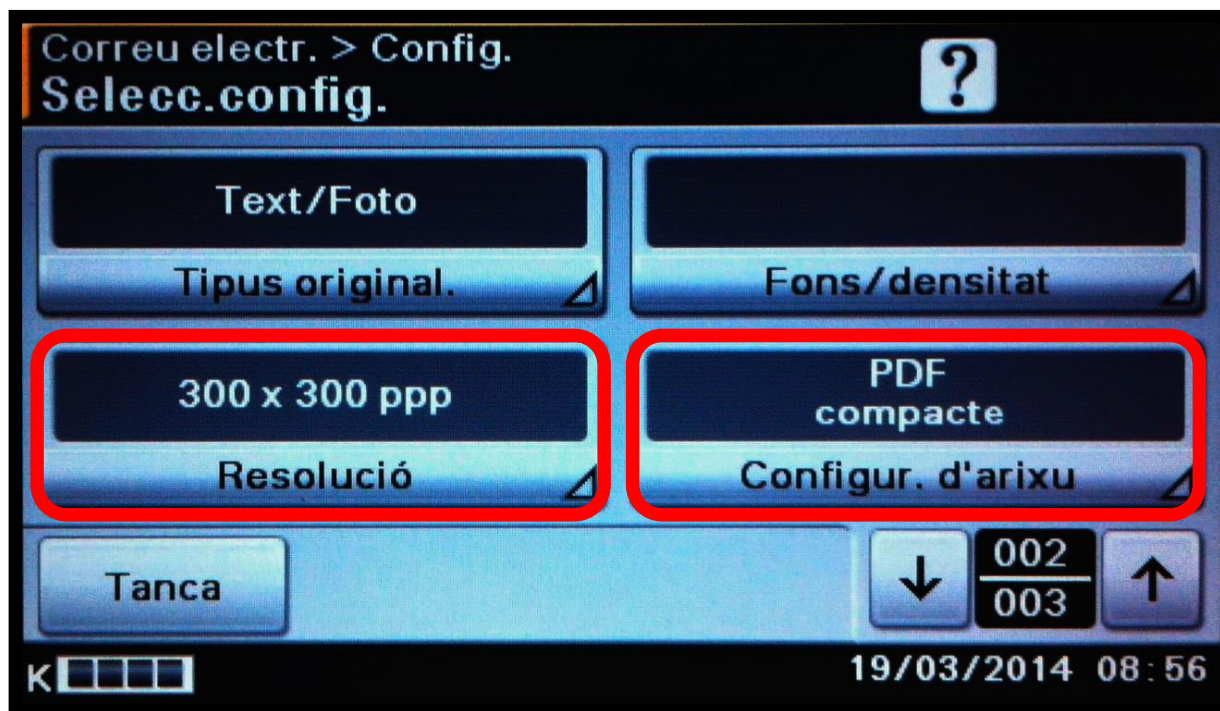 Correu electr. > Config.
Selecc.config.
?
Text/Foto
Tipus original.
Fons/densitat
300 x 300 ppp
Resolució
PDF
compacte
Configur. d'arixu
Tanca
002
003
K
19/03/2014 08:56